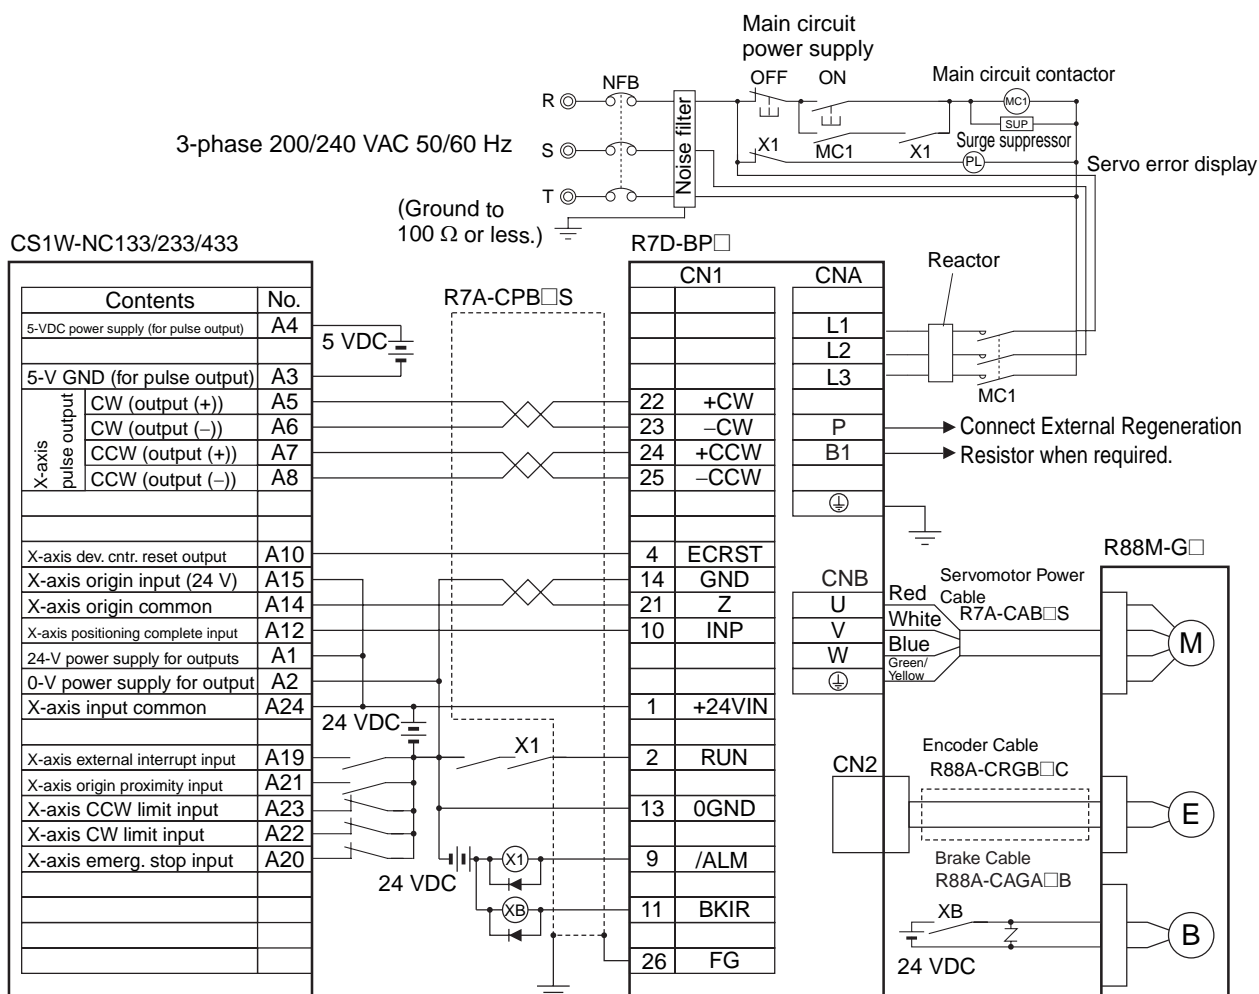 Main circuit
power supply
OFF ON
Main circuit contactor
NFB
R
MC1
SUP
Surge suppressor
Noise filter
3-phase 200/240 VAC 50/60 Hz
S
X1
MC1
X1
PL
Servo error display
T
(Ground to
100 Ω or less.)
CS1W-NC133/233/433
R7D-BP□
Reactor
R7A-CPB□S
CN1
CNA
Contents No.
5-VDC power supply (for pulse output) A4
5 VDC
L1
L2
5-V GND (for pulse output) A3
L3
MC1
X-axis
pulse output
CW (output (+)) A5
22 +CW
CW (output (−)) A6
23 −CW
P
Connect External Regeneration
CCW (output (+)) A7
24 +CCW
B1
Resistor when required.
CCW (output (−)) A8
25 −CCW
R88M-G□
X-axis dev. cntr. reset output A10
4 ECRST
X-axis origin input (24 V) A15
14 GND
CNB
Servomotor Power
Cable
R7A-CAB□S
X-axis origin common A14
21 Z
U
Red
X-axis positioning complete input A12
10 INP
V
White
24-V power supply for outputs A1
W
Blue
Green/
Yellow
M
0-V power supply for output A2
X-axis input common A24
24 VDC
1 +24VIN
X-axis external interrupt input A19
X1
2 RUN
CN2
Encoder Cable
R88A-CRGB□C
X-axis origin proximity input A21
X-axis CCW limit input A23
13 0GND
E
X-axis CW limit input A22
X-axis emerg. stop input A20
24 VDC
X1
9 /ALM
Brake Cable
R88A-CAGA□B
XB
11 BKIR
XB
24 VDC
B
26 FG